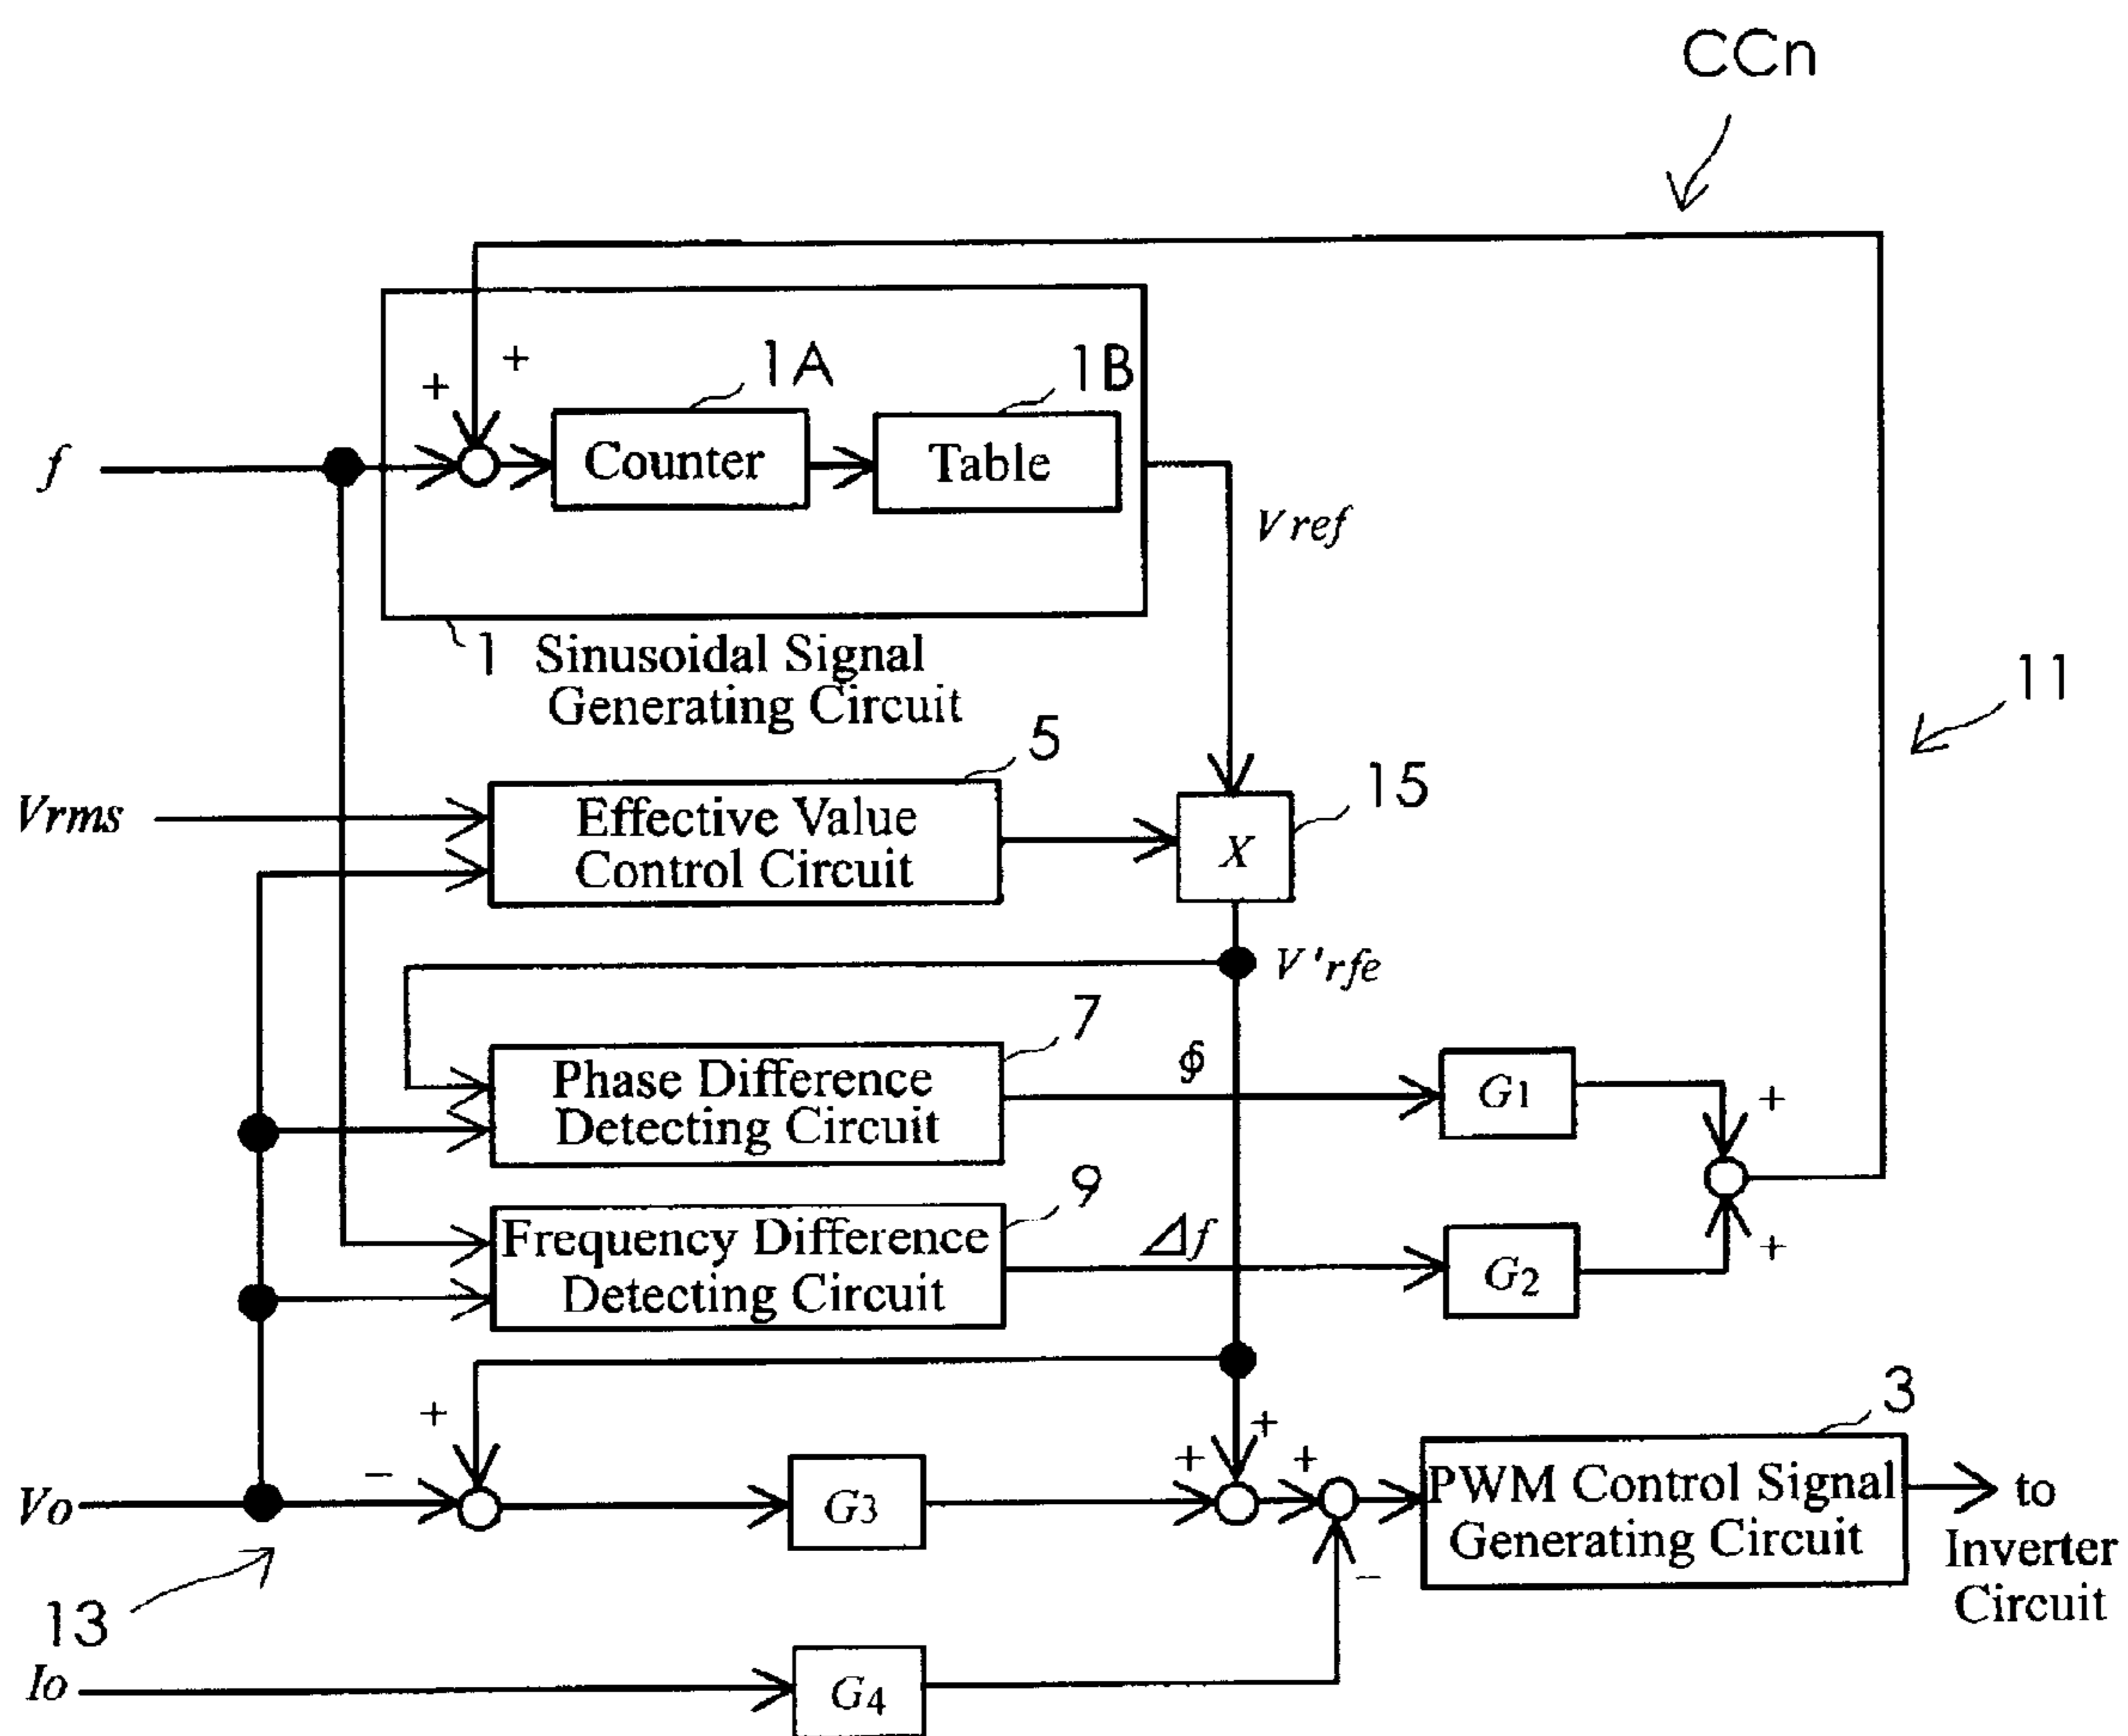 CCn
+
+
1A
1B
f
Counter
Table
Vref
1 Sinusoidal Signal
Generating Circuit
11
5
Vrms
Effective Value
Control Circuit
15
X
V'rfe
7
Phase Difference
Detecting Circuit
ϕ
G1
+
9
Frequency Difference
Detecting Circuit
Δf
G2
+
3
+
+
−
+
+
Vo
G3
PWM Control Signal
Generating Circuit
to
Inverter
Circuit
−
13
Io
G4